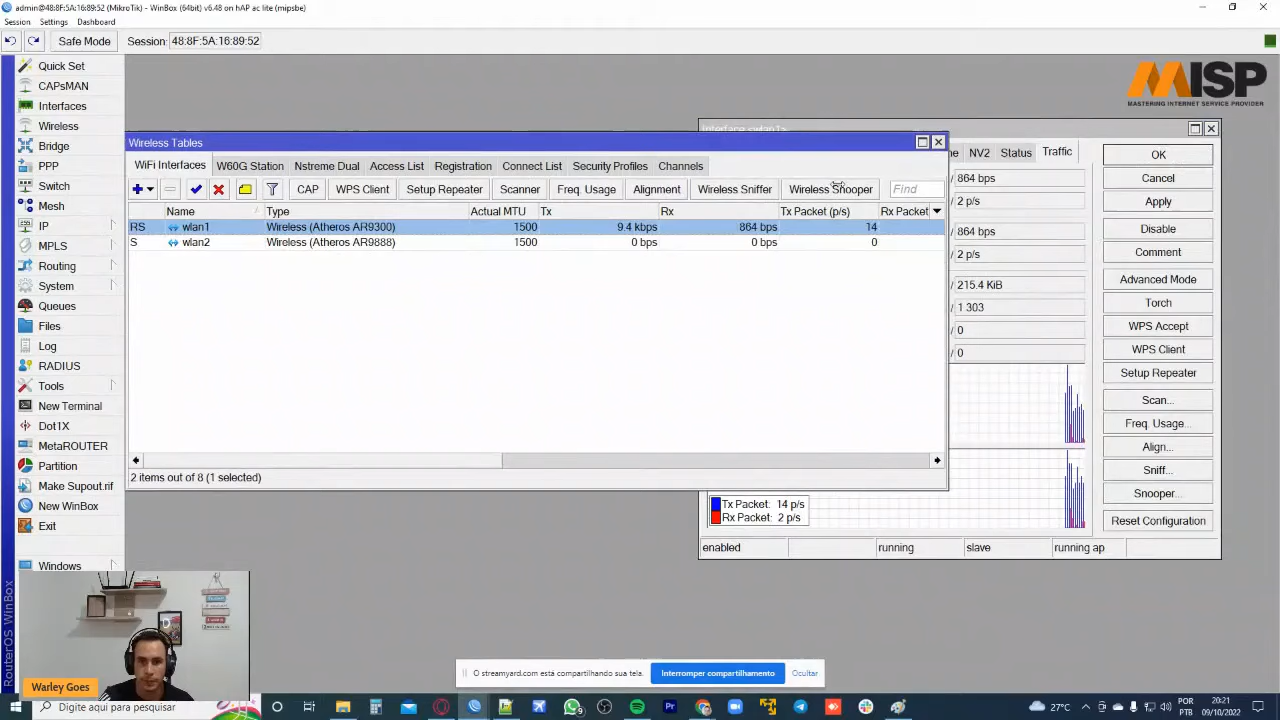 admin@48:8F:5A:16:89:52 (MikroTik) - WinBox (64bit) v6.48 on hAP ac lite (mipsbe)
Session Settings Dashboard
Safe Mode Session: 48:8F:5A:16:89:52
Quick Set
CAPsMAN
Interfaces
Wireless
Bridge
PPP
Switch
Mesh
IP
MPLS
Routing
System
Queues
Files
Log
RADIUS
Tools
New Terminal
Dot1X
MetaROUTER
Partition
Make Supout.rif
New WinBox
Exit
Windows
RouterOS WinBox
MISP
MASTERING INTERNET SERVICE PROVIDER
Wireless Tables
WiFi Interfaces W60G Station Nstreme Dual Access List Registration Connect List Security Profiles Channels
CAP WPS Client Setup Repeater Scanner Freq. Usage Alignment Wireless Sniffer Wireless Snooper Find
Name Type Actual MTU Tx Rx Tx Packet (p/s) Rx Packet
RS wlan1 Wireless (Atheros AR9300) 1500 9.4 kbps 864 bps 14
S wlan2 Wireless (Atheros AR9888) 1500 0 bps 0 bps 0
2 items out of 8 (1 selected)
Interface <wlan1>
NV2 Status Traffic
/ 864 bps
/ 2 p/s
/ 864 bps
/ 2 p/s
/ 215.4 KiB
/ 1 303
/ 0
/ 0
OK
Cancel
Apply
Disable
Comment
Advanced Mode
Torch
WPS Accept
WPS Client
Setup Repeater
Scan...
Freq. Usage...
Align...
Sniff...
Snooper...
Reset Configuration
Tx Packet: 14 p/s
Rx Packet: 2 p/s
enabled running slave running ap
Warley Goes
O streamyard.com está compartilhando sua tela. Interromper compartilhamento Ocultar
Digite aqui para pesquisar
27°C
POR
PTB
20:21
09/10/2022